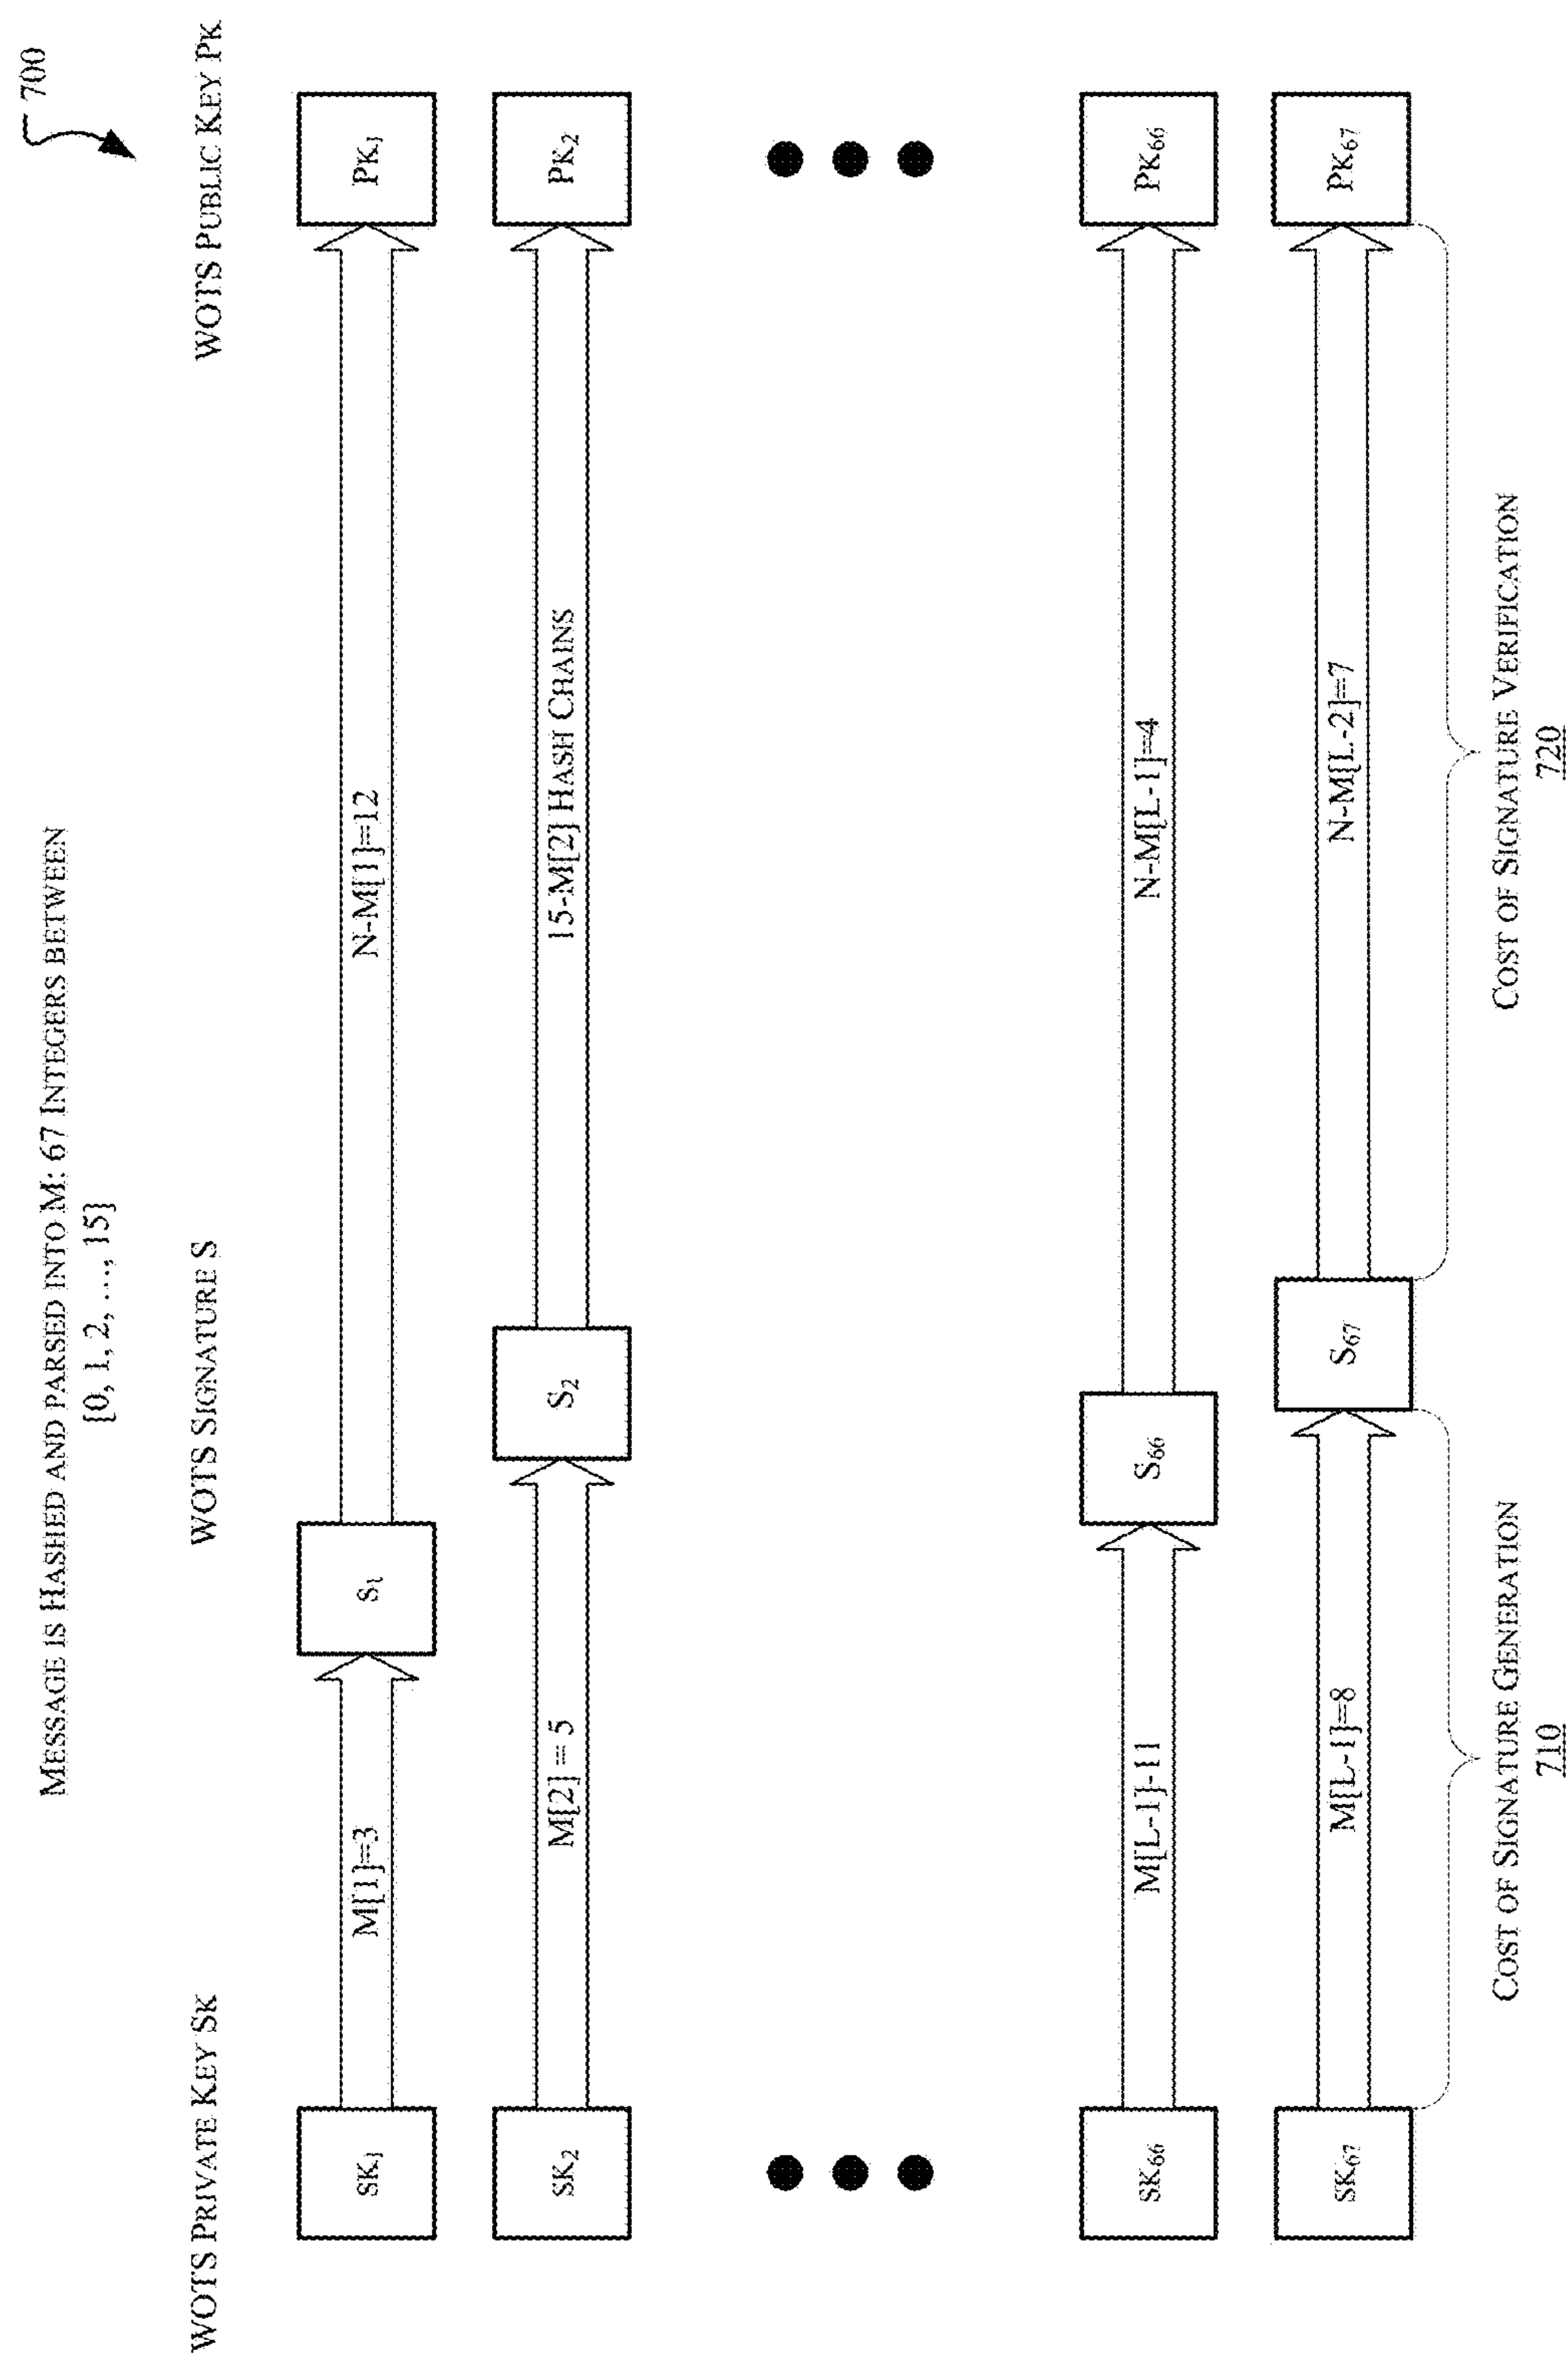 700
MESSAGE IS HASHED AND PARSED INTO M: 67 INTEGERS BETWEEN
[0, 1, 2, ...., 15]
WOTS PRIVATE KEY SK
WOTS SIGNATURE S
WOTS PUBLIC KEY PK
SK1
M[1]=3
S1
N-M[1]=12
PK1
SK2
M[2] = 5
S2
15-M[2] HASH CHAINS
PK2
SK66
M[L-1]-11
S66
N-M[L-1]=4
PK66
SK67
M[L-1]=8
S67
N-M[L-2]=7
PK67
COST OF SIGNATURE GENERATION
710
COST OF SIGNATURE VERIFICATION
720